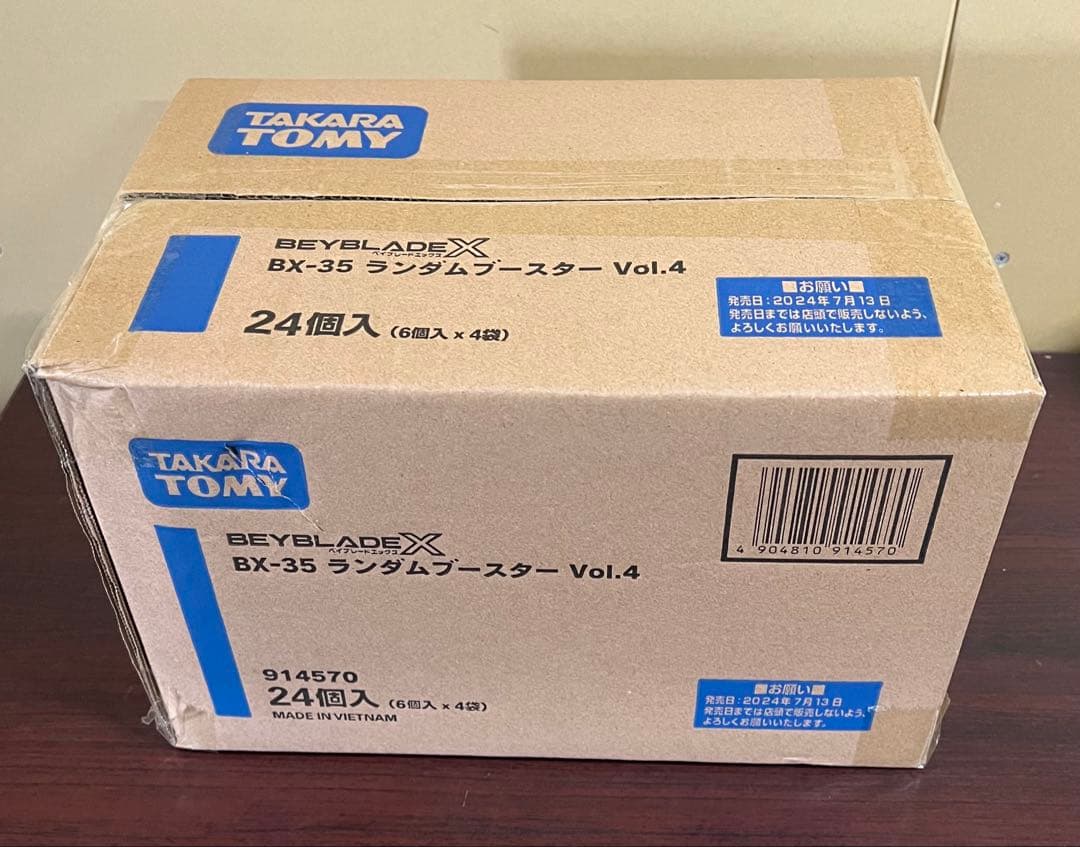 TAKARA
TOMY
BEYBLADE X
ベイブレードエックス
BX-35 ランダムブースター Vol.4
24個入 (6個入 x 4袋)
■お願い■
発売日:2024年7月13日
発売日までは店頭で販売しないよう、
よろしくお願いいたします。
TAKARA
TOMY
BEYBLADE X
ベイブレードエックス
BX-35 ランダムブースター Vol.4
4 904810 914570
914570
24個入 (6個入 x 4袋)
MADE IN VIETNAM
■お願い■
発売日:2024年7月13日
発売日までは店頭で販売しないよう、
よろしくお願いいたします。